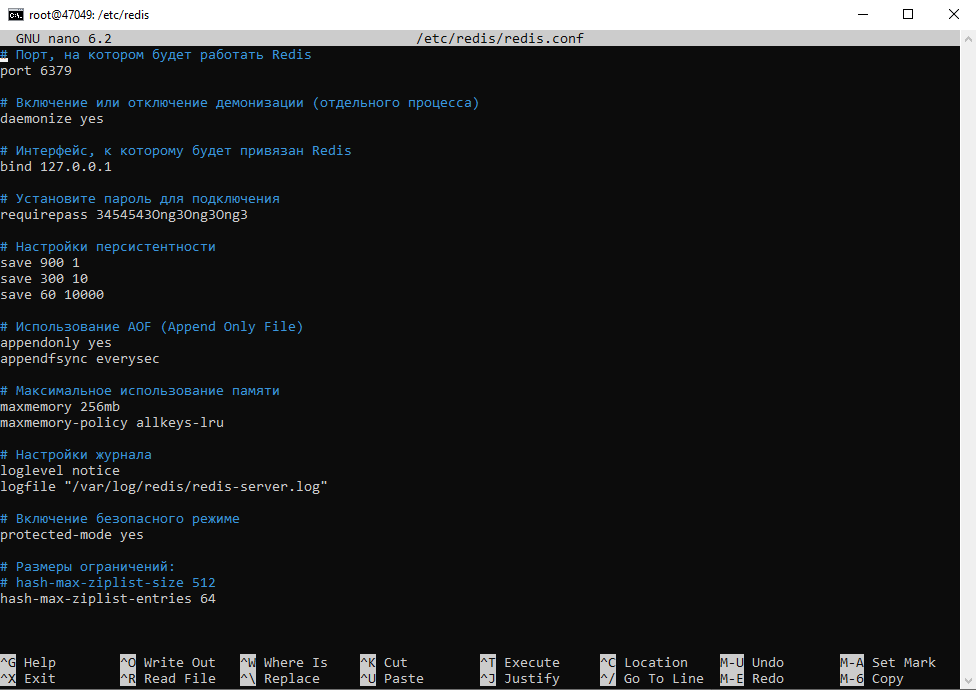 root@47049: /etc/redis
GNU nano 6.2 /etc/redis/redis.conf
# Порт, на котором будет работать Redis
port 6379
# Включение или отключение демонизации (отдельного процесса)
daemonize yes
# Интерфейс, к которому будет привязан Redis
bind 127.0.0.1
# Установите пароль для подключения
requirepass 3454543Ong3Ong3Ong3
# Настройки персистентности
save 900 1
save 300 10
save 60 10000
# Использование AOF (Append Only File)
appendonly yes
appendfsync everysec
# Максимальное использование памяти
maxmemory 256mb
maxmemory-policy allkeys-lru
# Настройки журнала
loglevel notice
logfile "/var/log/redis/redis-server.log"
# Включение безопасного режиме
protected-mode yes
# Размеры ограничений:
# hash-max-ziplist-size 512
hash-max-ziplist-entries 64
^G Help ^O Write Out ^W Where Is ^K Cut ^T Execute ^C Location M-U Undo M-A Set Mark
^X Exit ^R Read File ^\ Replace ^U Paste ^J Justify ^/ Go To Line M-E Redo M-6 Copy